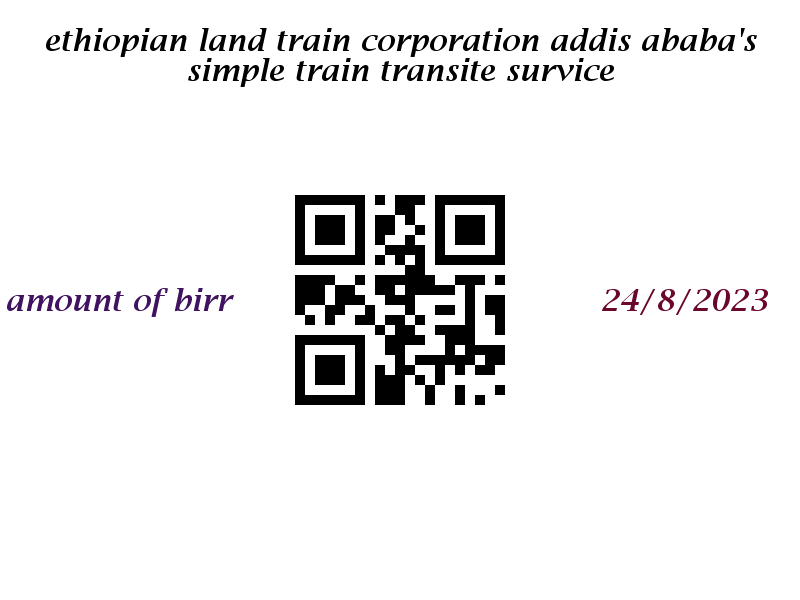 ethiopian land train corporation addis ababa's
simple train transite survice
amount of birr
24/8/2023